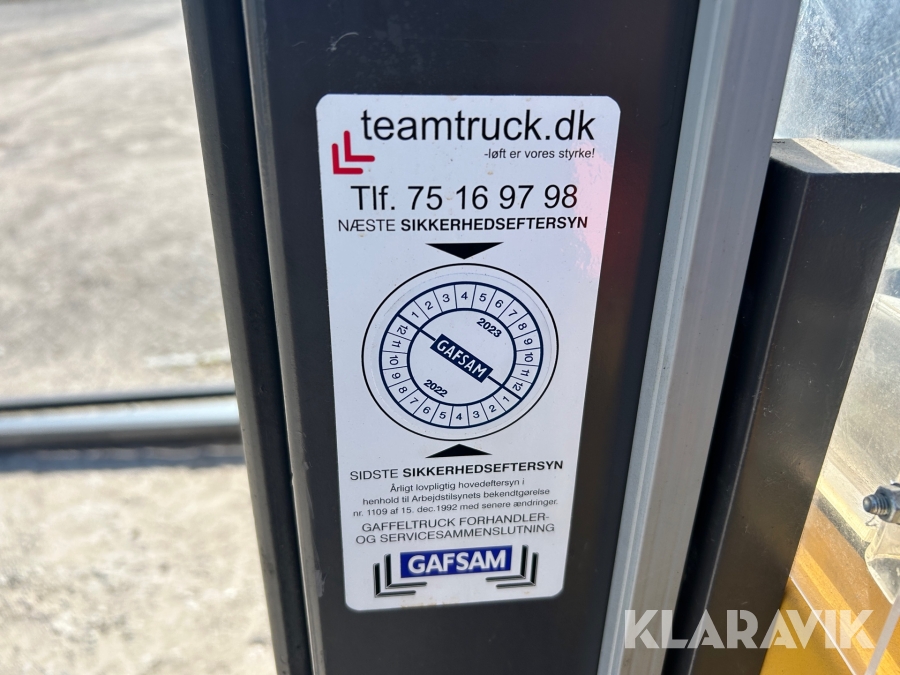 teamtruck.dk
-løft er vores styrke!
Tlf. 75 16 97 98
NÆSTE SIKKERHEDSEFTERSYN
1 2 3 4 5 6 7 8 9 10 11 12
2023
GAFSAM
2022
1 2 3 4 5 6 7 8 9 10 11 12
SIDSTE SIKKERHEDSEFTERSYN
Årligt lovpligtig hovedeftersyn i
henhold til Arbejdstilsynets bekendtgørelse
nr. 1109 af 15. dec.1992 med senere ændringer.
GAFFELTRUCK FORHANDLER-
OG SERVICESAMMENSLUTNING
GAFSAM
KLARAVIK